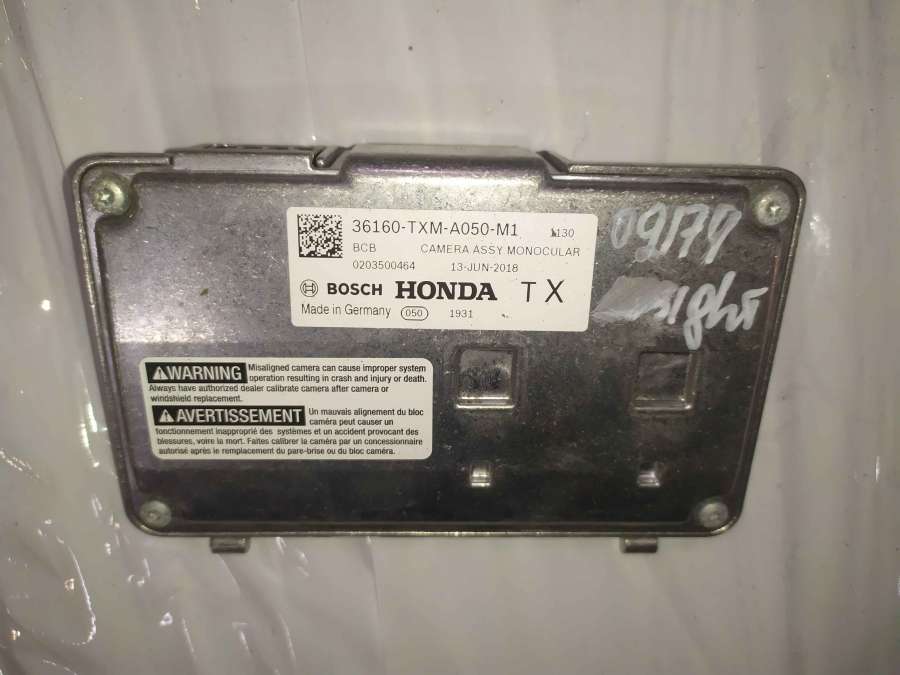 36160-TXM-A050-M1
1130
BCB CAMERA ASSY MONOCULAR
0203500464 13-JUN-2018
BOSCH HONDA TX
Made in Germany 050 1931
09179
WARNING Misaligned camera can cause improper system
operation resulting in crash and injury or death.
Always have authorized dealer calibrate camera after camera or
windshield replacement.
AVERTISSEMENT Un mauvais alignement du bloc
caméra peut causer un
fonctionnement inapproprié des systèmes et un accident provocant des
blessures, voire la mort. Faites calibrer la caméra par un concessionnaire
autorisé après le remplacement du pare-brise ou du bloc caméra.